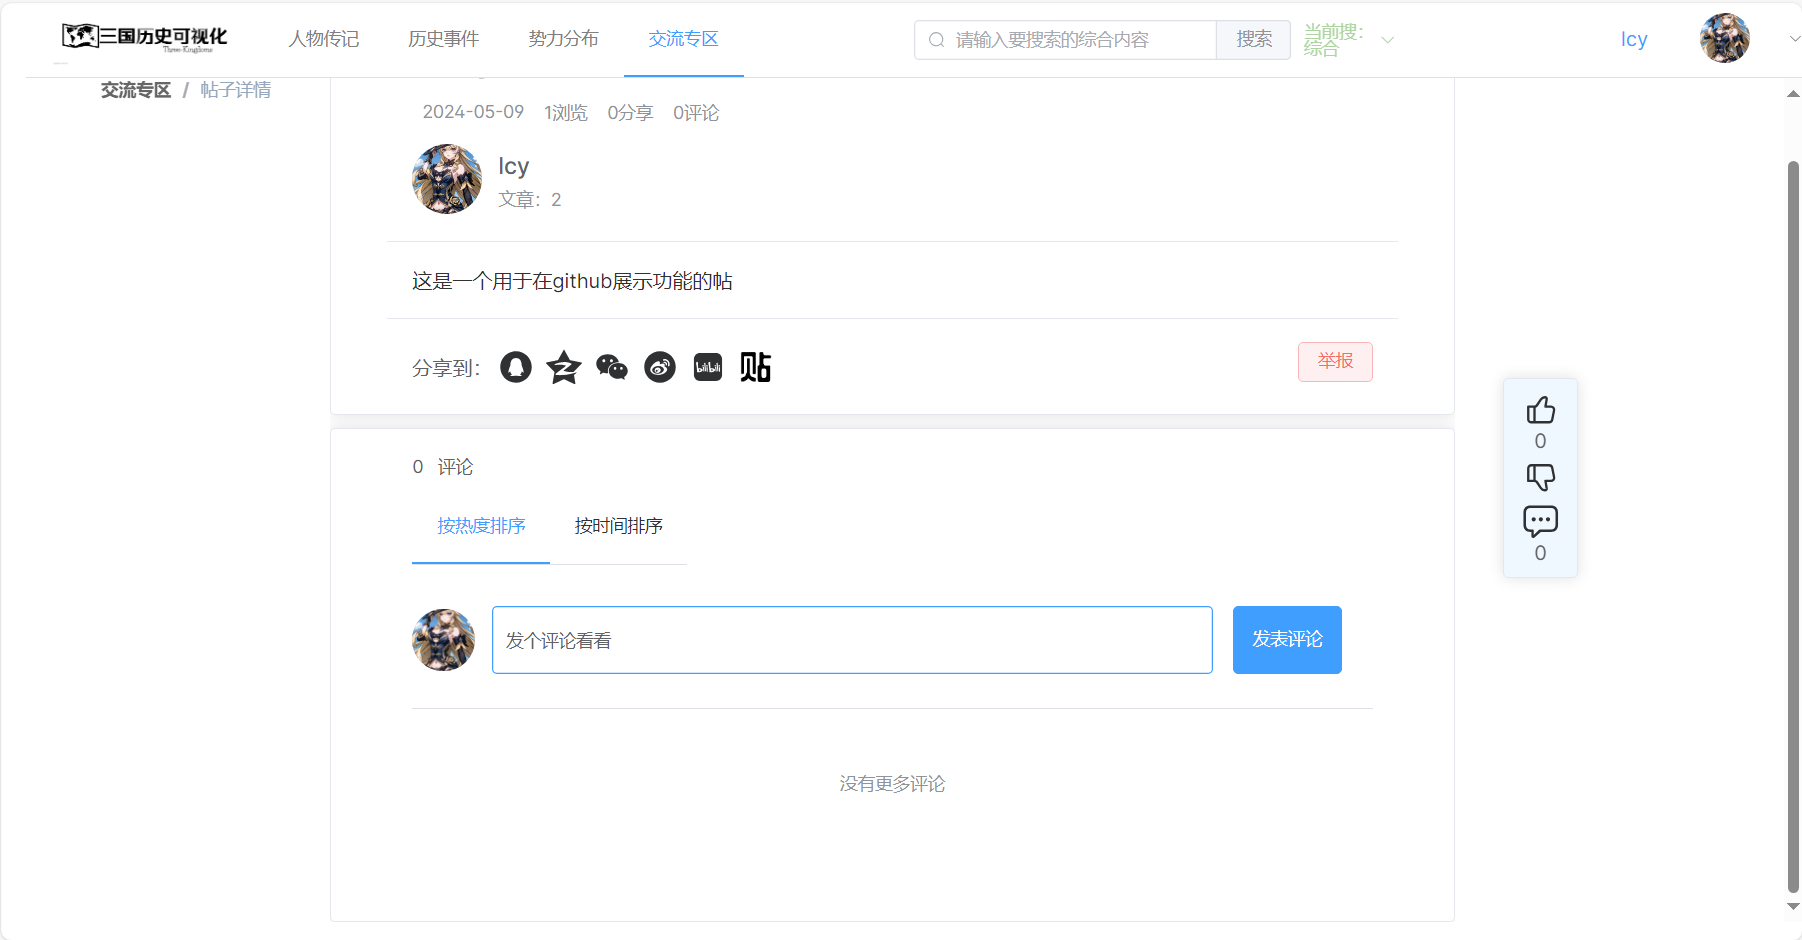 三国历史可视化
Three-Kingdoms
人物传记
历史事件
势力分布
交流专区
请输入要搜索的综合内容
搜索
当前搜：
综合
Icy
交流专区 / 帖子详情
2024-05-09 1浏览 0分享 0评论
Icy
文章：2
这是一个用于在github展示功能的帖
分享到：
bilibili
贴
举报
0
0
0 评论
按热度排序
按时间排序
发个评论看看
发表评论
没有更多评论